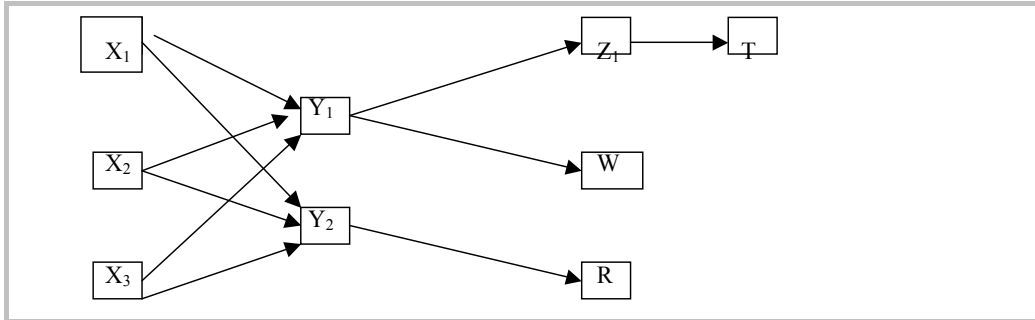 X₁
Z₁
T
Y₁
X₂
W
Y₂
X₃
R